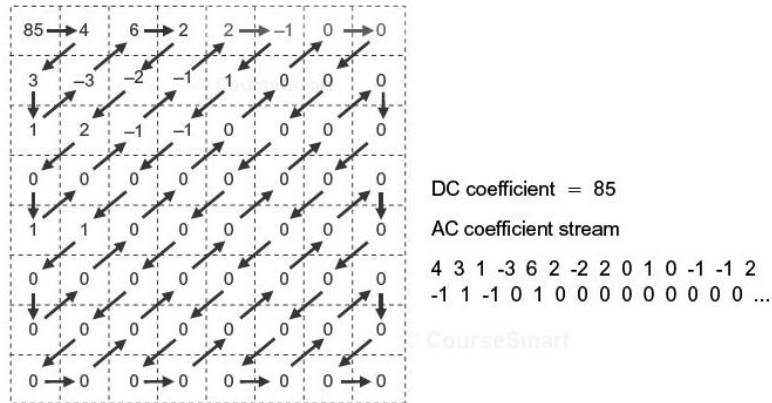 85 4 6 2 2 –1 0 0
3 –3 –2 –1 1 0 0 0
1 2 –1 –1 0 0 0 0
0 0 0 0 0 0 0 0
1 1 0 0 0 0 0 0
0 0 0 0 0 0 0 0
0 0 0 0 0 0 0 0
0 0 0 0 0 0 0 0
DC coefficient = 85
AC coefficient stream
4 3 1 -3 6 2 -2 2 0 1 0 -1 -1 2
-1 1 -1 0 1 0 0 0 0 0 0 0 0 0 ...
CourseSmart